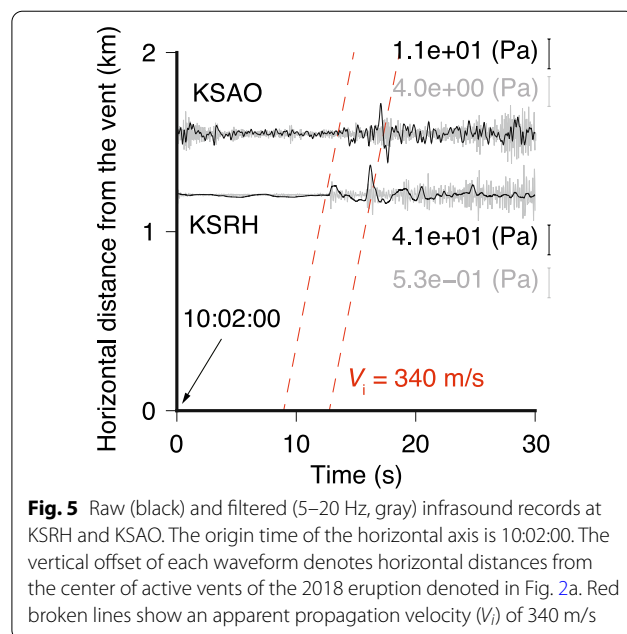 2
1.1e+01 (Pa)
KSAO
4.0e+00 (Pa)
Horizontal distance from the vent (km)
1
KSRH
4.1e+01 (Pa)
5.3e−01 (Pa)
10:02:00
Vi = 340 m/s
0
0 10 20 30
Time (s)
Fig. 5 Raw (black) and filtered (5–20 Hz, gray) infrasound records at
KSRH and KSAO. The origin time of the horizontal axis is 10:02:00. The
vertical offset of each waveform denotes horizontal distances from
the center of active vents of the 2018 eruption denoted in Fig. 2a. Red
broken lines show an apparent propagation velocity (Vi) of 340 m/s